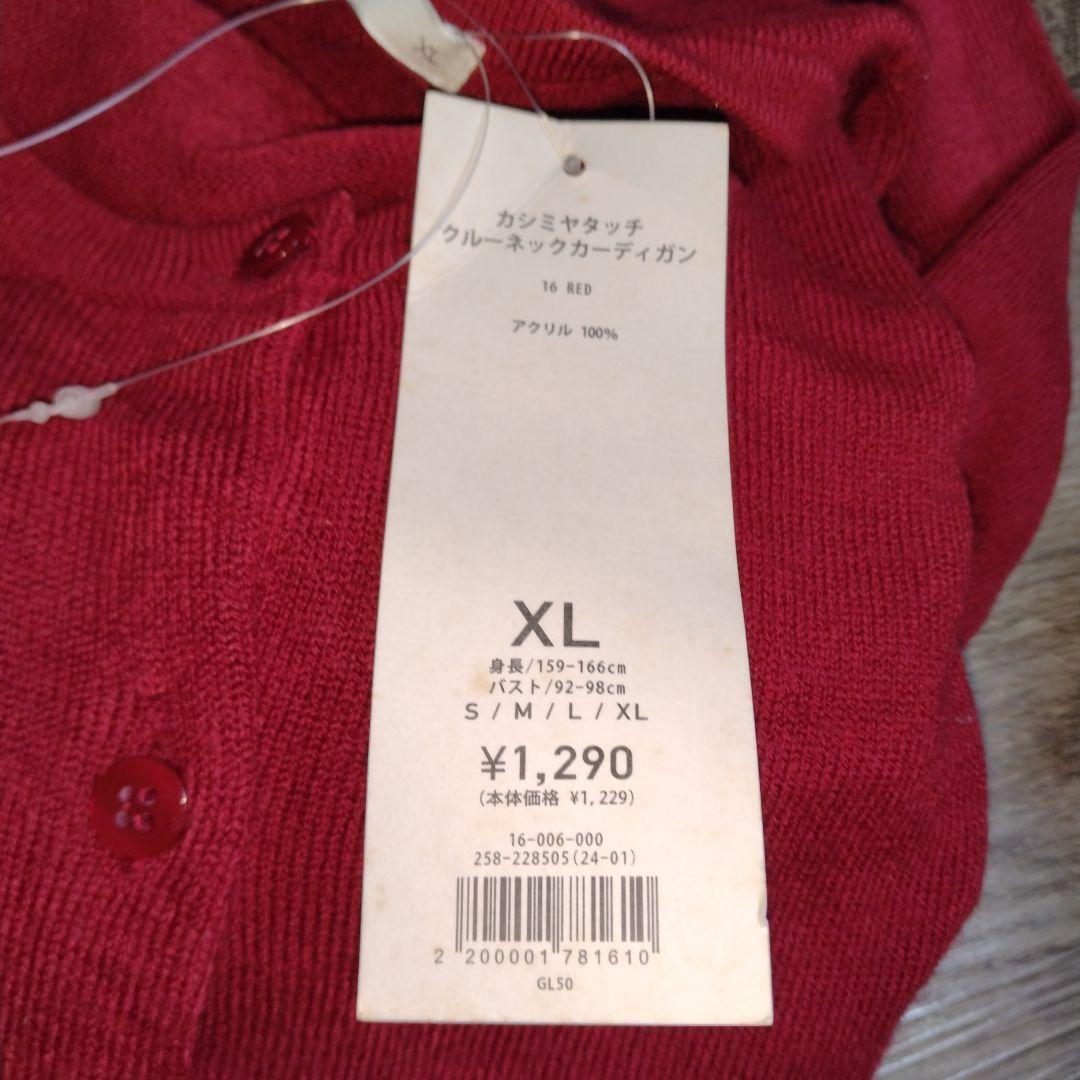 XL
カシミヤタッチ
クルーネックカーディガン
16 RED
アクリル 100%
XL
身長/159-166cm
バスト/92-98cm
S / M / L / XL
¥1,290
(本体価格 ¥1,229)
16-006-000
258-228505(24-01)
2 200001 781610
GL50